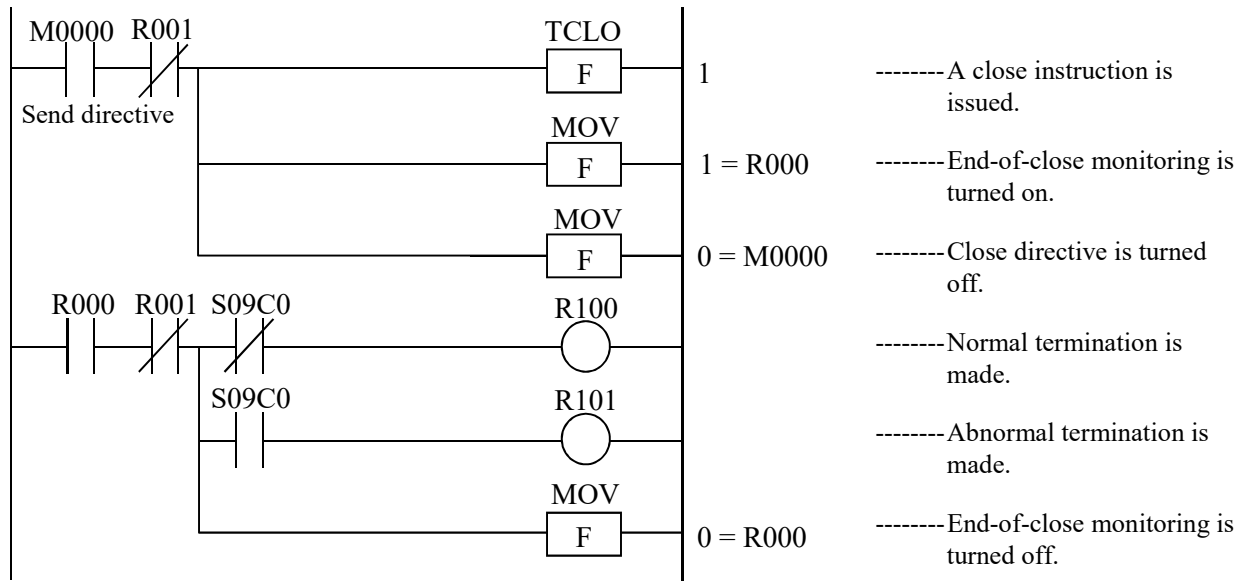 M0000 R001 TCLO
F 1 --------A close instruction is
issued.
Send directive
MOV
F 1 = R000 --------End-of-close monitoring is
turned on.
MOV
F 0 = M0000 --------Close directive is turned
off.
R000 R001 S09C0 R100
--------Normal termination is
made.
S09C0 R101
--------Abnormal termination is
made.
MOV
F 0 = R000 --------End-of-close monitoring is
turned off.